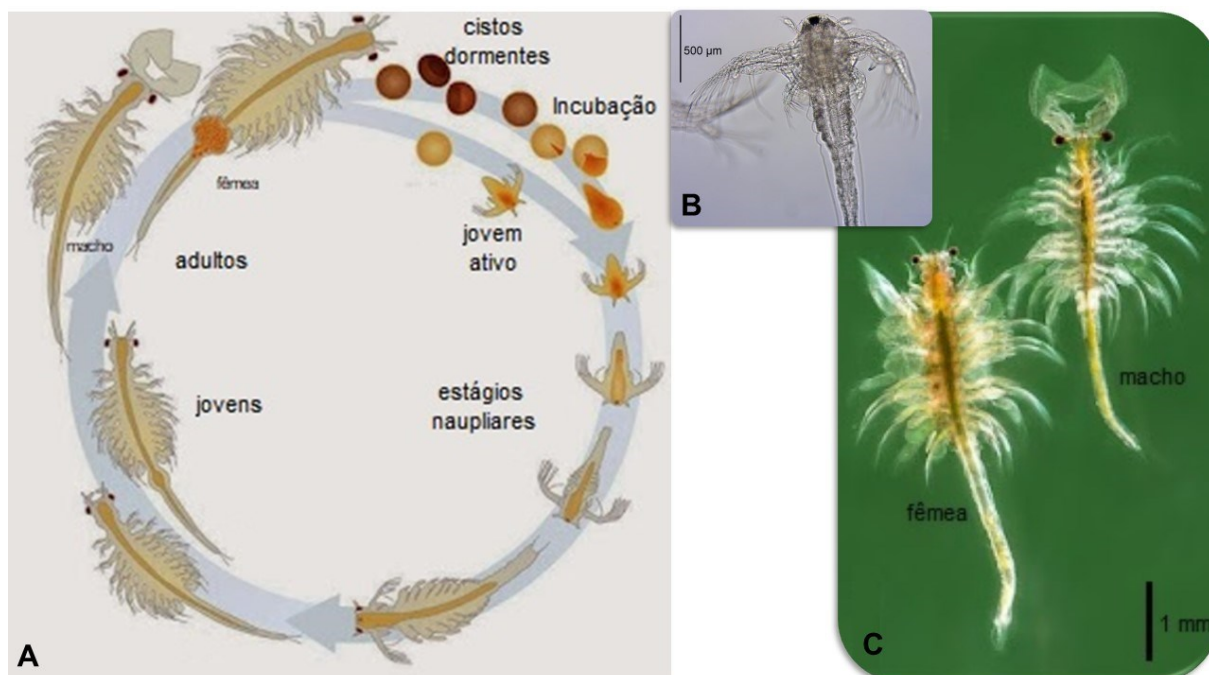 cistos
dormentes
Incubação
fêmea
macho
adultos
jovem
ativo
jovens
estágios
naupliares
A
500 µm
B
macho
fêmea
1 mm
C